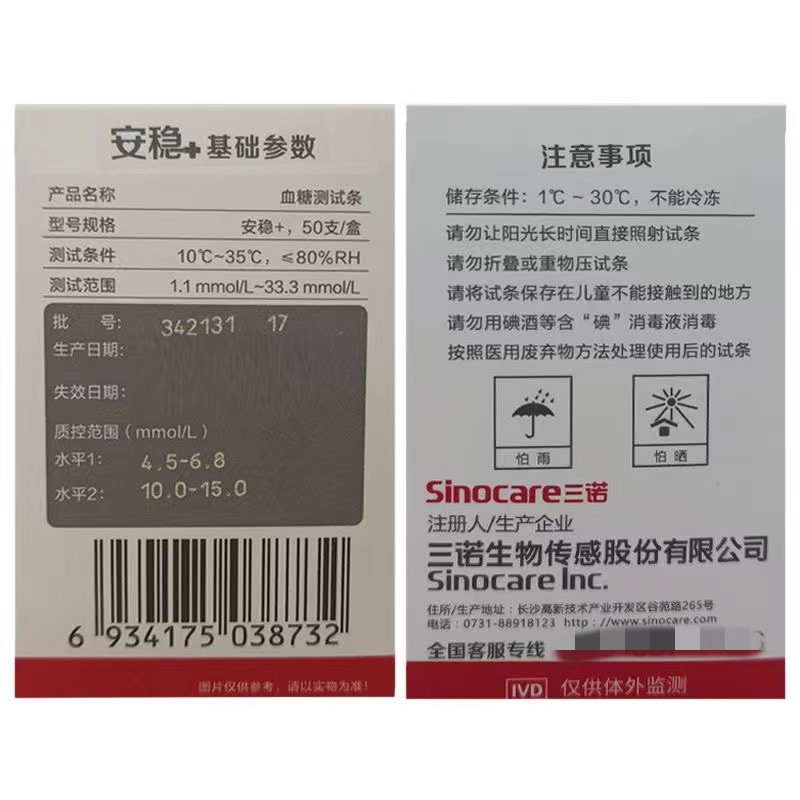 安稳+基础参数
产品名称 血糖测试条
型号规格 安稳+，50支/盒
测试条件 10℃~35℃，≤80%RH
测试范围 1.1 mmol/L~33.3 mmol/L
批 号: 342131 17
生产日期:
失效日期:
质控范围(mmol/L)
水平1: 4.5-6.8
水平2: 10.0-15.0
6 934175 038732
图片仅供参考，请以实物为准!
注意事项
储存条件：1℃~30℃，不能冷冻
请勿让阳光长时间直接照射试条
请勿折叠或重物压试条
请将试条保存在儿童不能接触到的地方
请勿用碘酒等含“碘”消毒液消毒
按照医用废弃物方法处理使用后的试条
怕雨
怕晒
Sinocare三诺
注册人/生产企业
三诺生物传感股份有限公司
Sinocare Inc.
住所/生产地址：长沙高新技术产业开发区谷苑路265号
电话：0731-88918123 http：//www.sinocare.com
全国客服专线
IVD 仅供体外监测